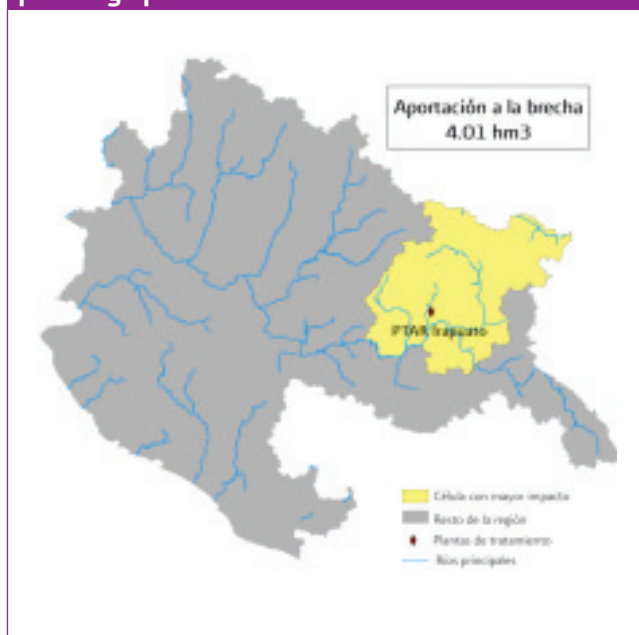 Aportación a la brecha
4.01 hm3
PTAR Irapuato
Célula con mayor impacto
Resto de la región
Plantas de tratamiento
Ríos principales